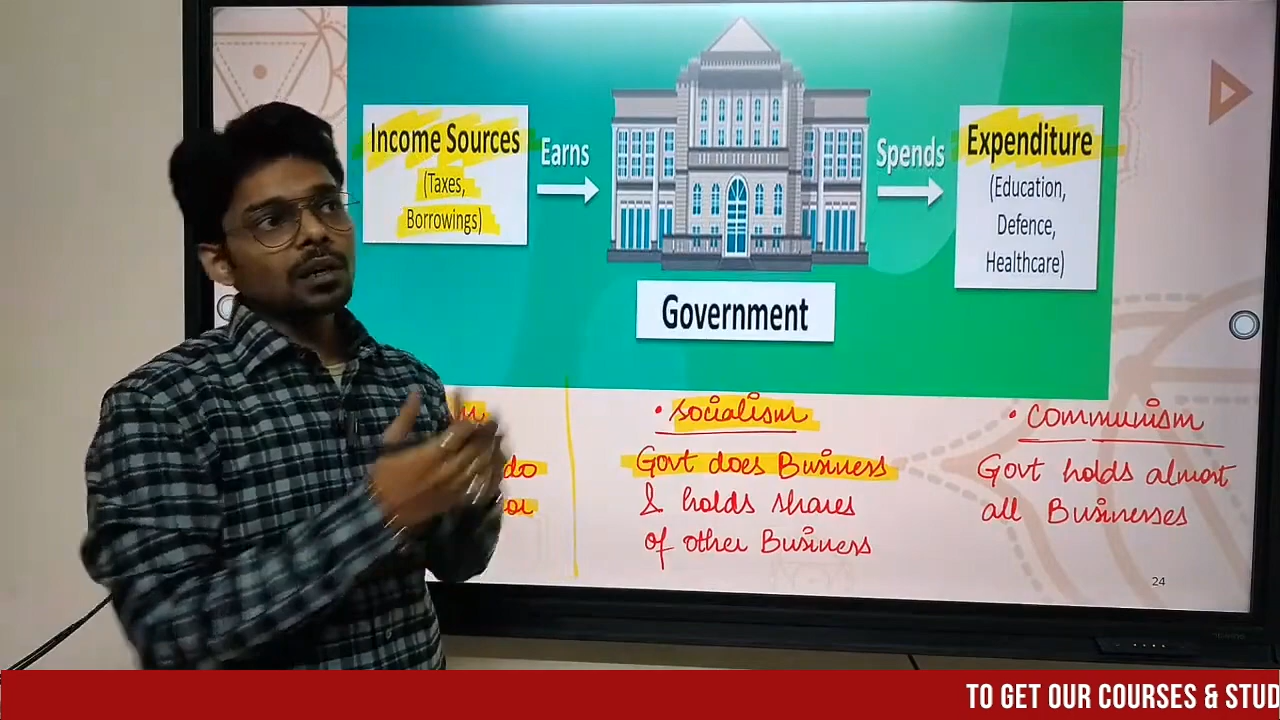 Income Sources
(Taxes,
Borrowings)
Earns
Government
Spends
Expenditure
(Education,
Defence,
Healthcare)
do
• Socialism
Govt does Business
& holds shares
of other Business
• Communism
Govt holds almost
all Businesses
24
TO GET OUR COURSES & STUD